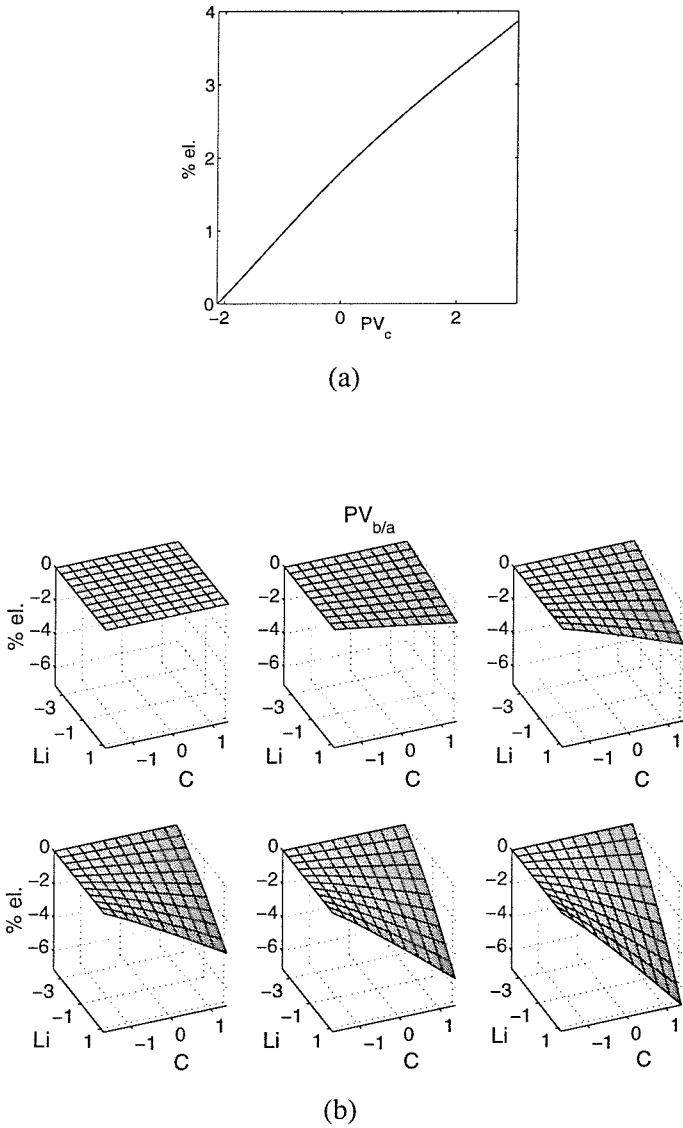 4
3
% el.
2
1
0
−2 0 2
PV_c
(a)
PV_b/a
0 0 0
−2 −2 −2
% el.
−4 −4 −4
−6 −6 −6
−3 −3 −3
−1 −1 −1
Li 1 −1 0 1 Li 1 −1 0 1 Li 1 −1 0 1
C C C
0 0 0
−2 −2 −2
% el.
−4 −4 −4
−6 −6 −6
−3 −3 −3
−1 −1 −1
Li 1 −1 0 1 Li 1 −1 0 1 Li 1 −1 0 1
C C C
(b)